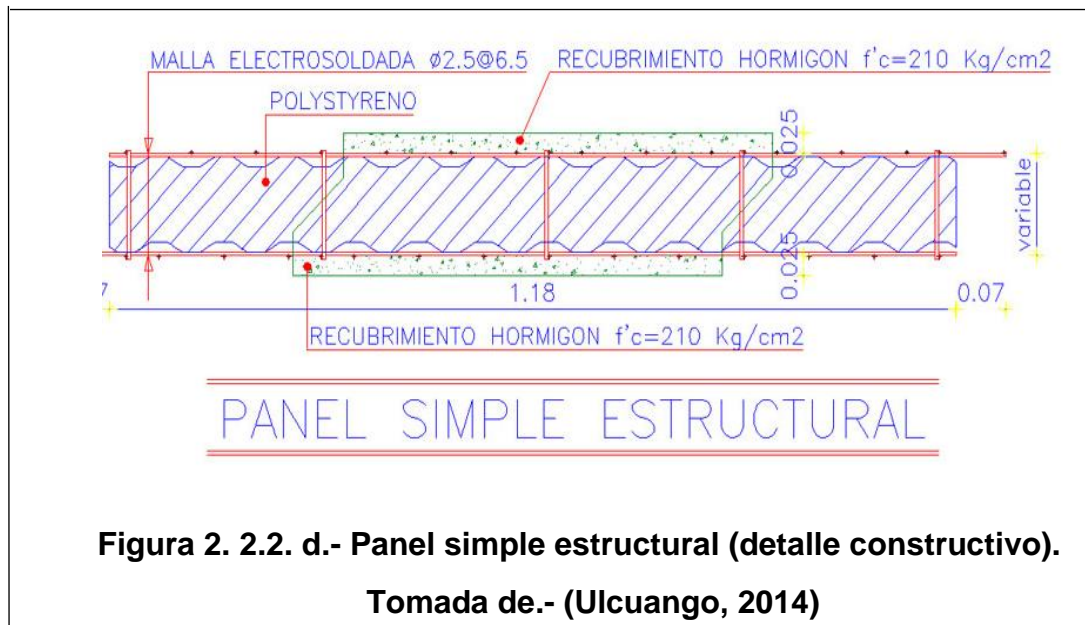 MALLA ELECTROSOLDADA ø2.5@6.5
RECUBRIMIENTO HORMIGON f'c=210 Kg/cm2
POLYSTYRENO
0.025
variable
0.025
7
1.18
0.07
RECUBRIMIENTO HORMIGON f'c=210 Kg/cm2
PANEL SIMPLE ESTRUCTURAL
Figura 2. 2.2. d.- Panel simple estructural (detalle constructivo).
Tomada de.- (Ulcuango, 2014)